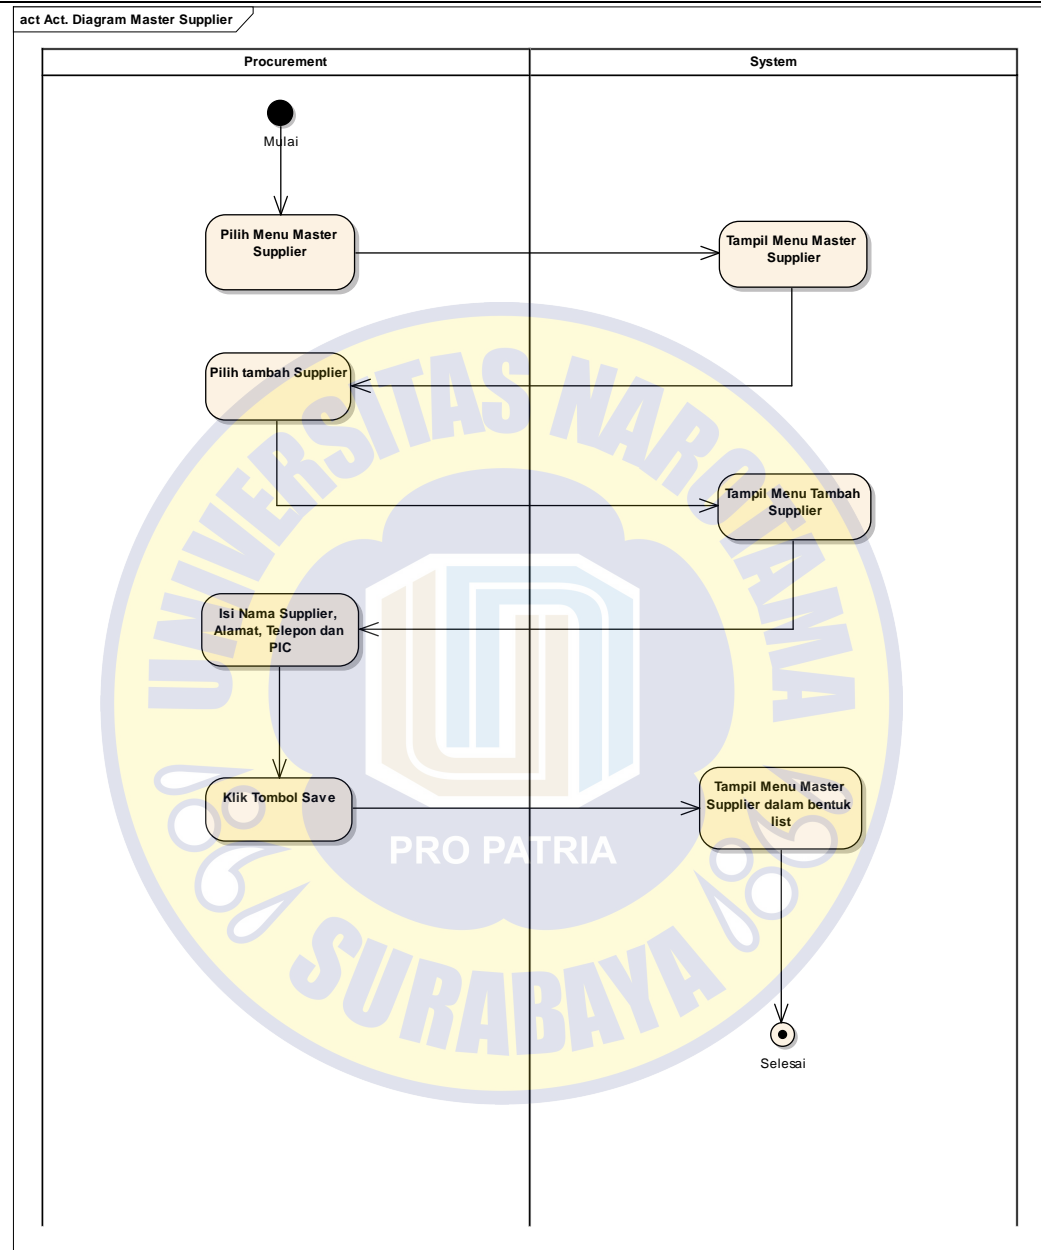 act Act. Diagram Master Supplier
Procurement
System
Mulai
Pilih Menu Master
Supplier
Tampil Menu Master
Supplier
Pilih tambah Supplier
Tampil Menu Tambah
Supplier
Isi Nama Supplier,
Alamat, Telepon dan
PIC
Klik Tombol Save
Tampil Menu Master
Supplier dalam bentuk
list
Selesai
UNIVERSITAS NAROTAMA
PRO PATRIA
SURABAYA